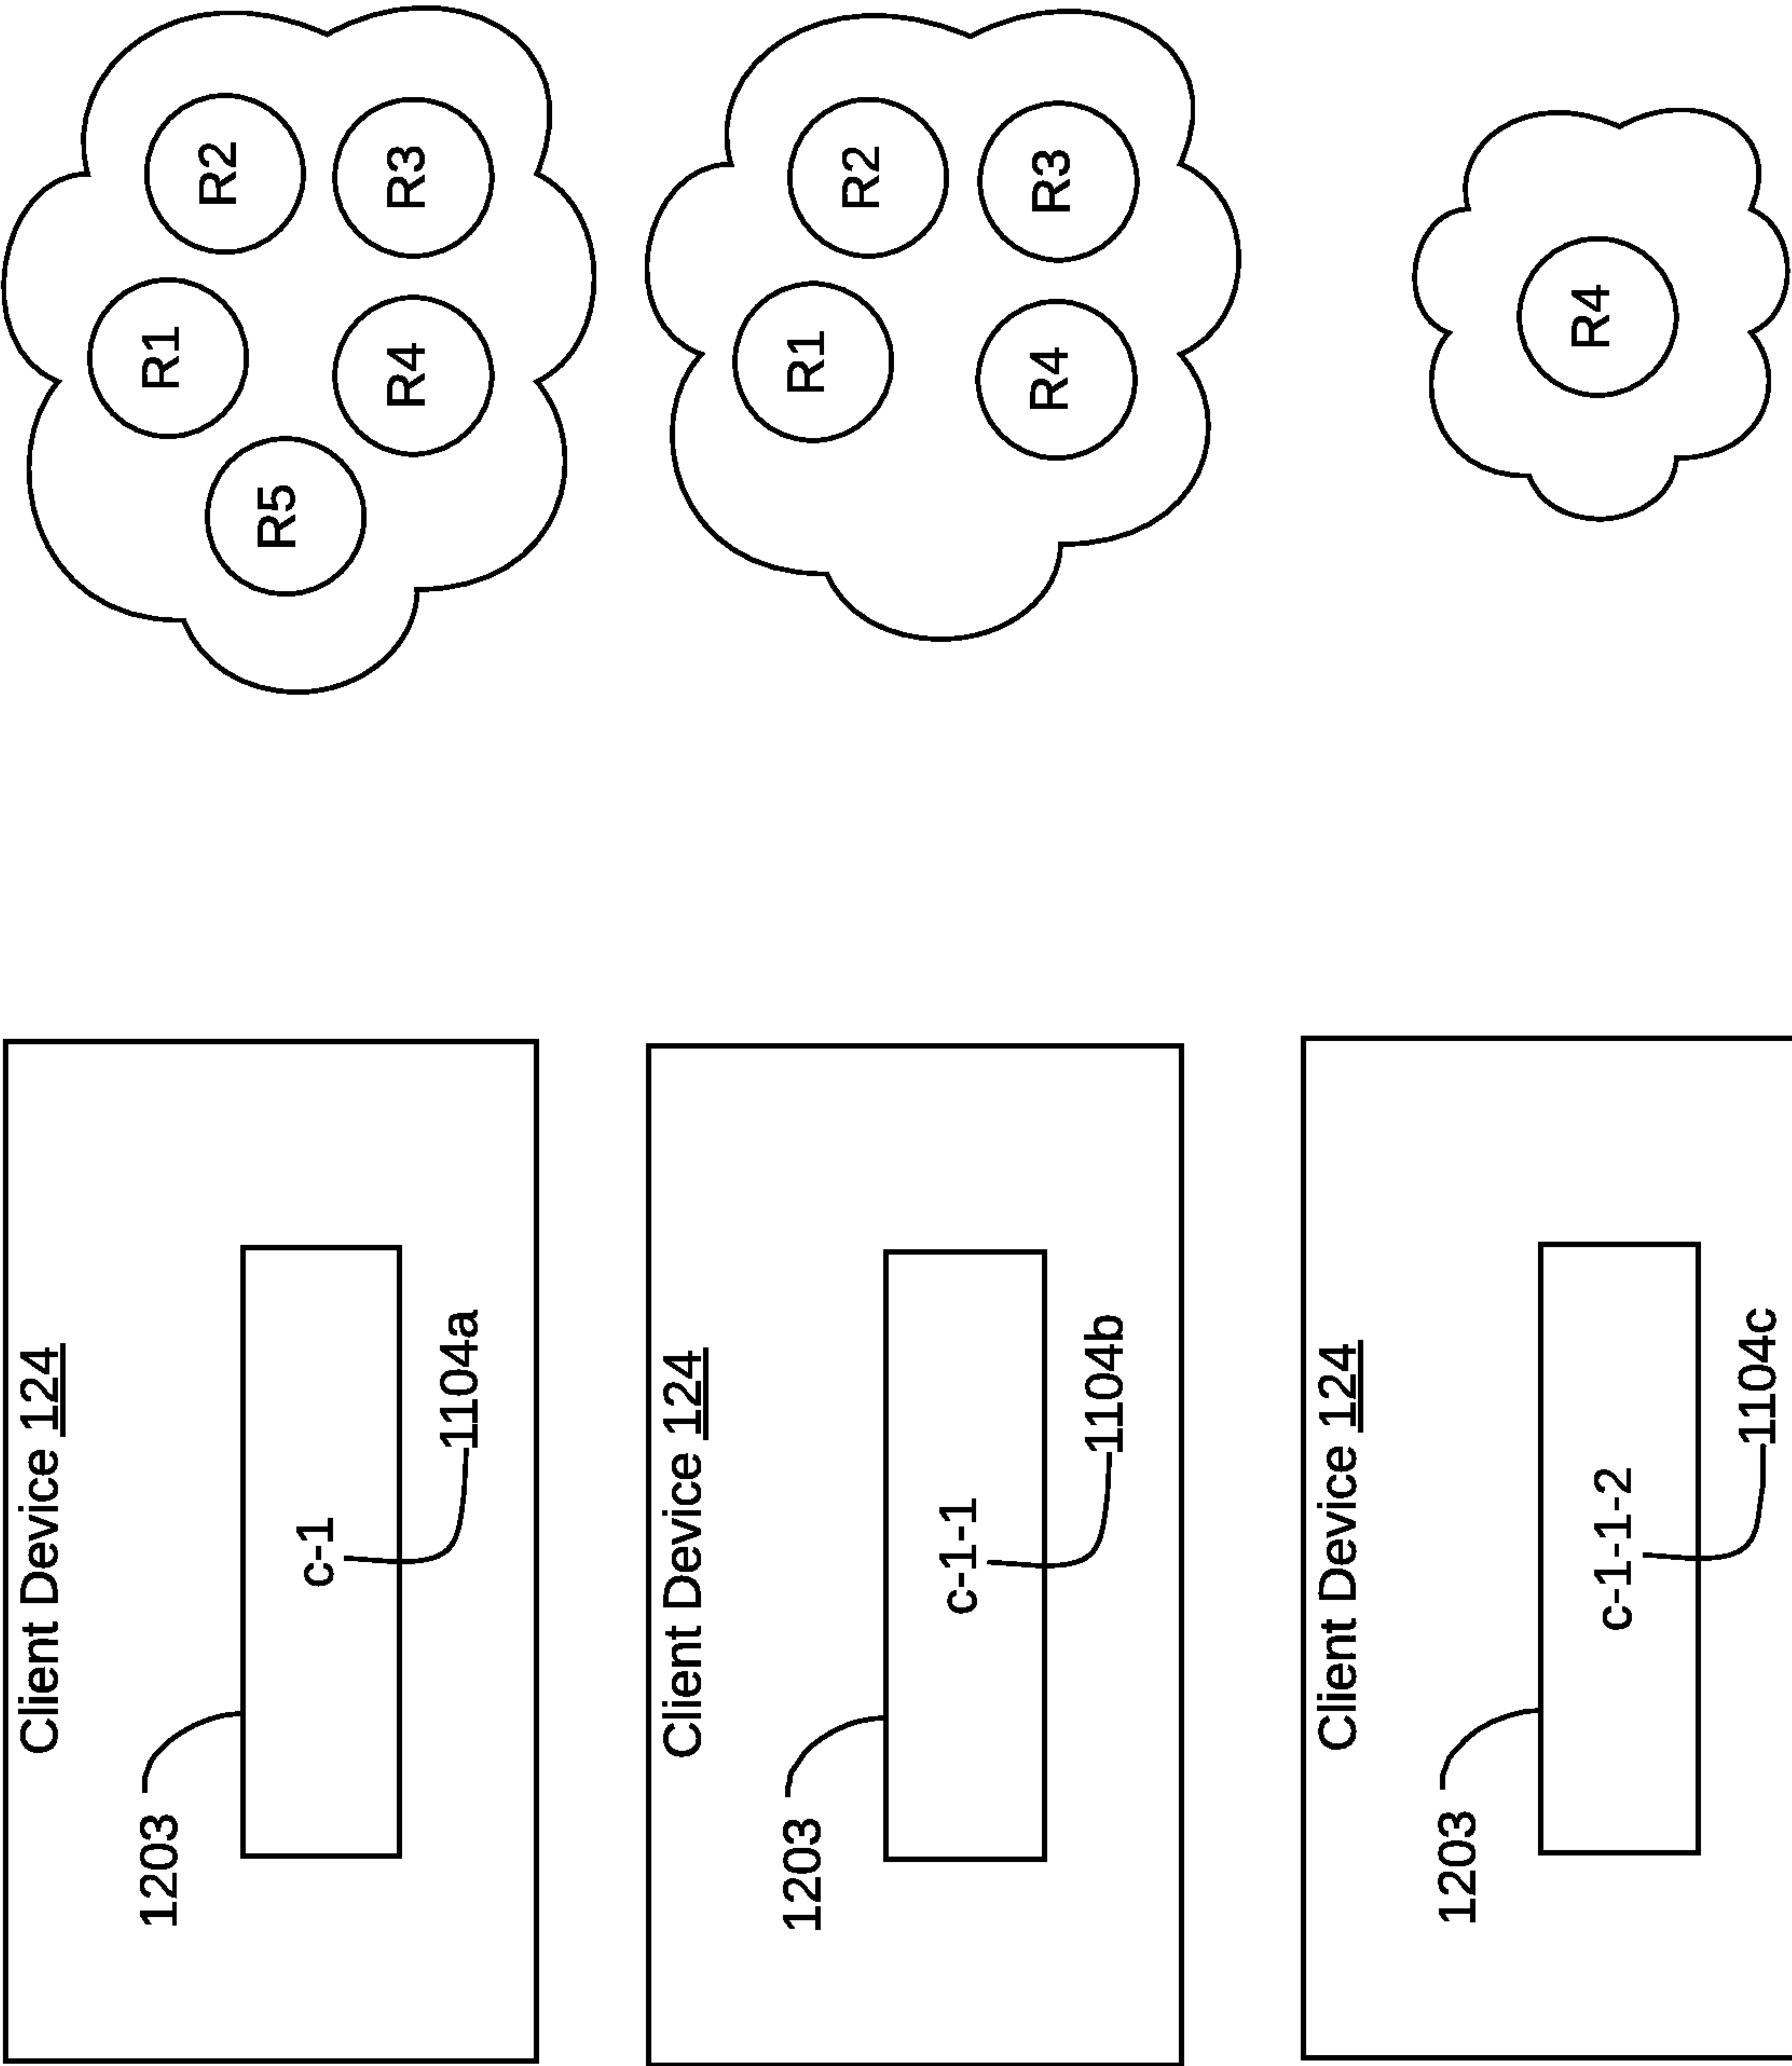 Client Device 124
1203
c-1
1104a
R1
R2
R5
R4
R3
Client Device 124
1203
c-1-1
1104b
R1
R2
R4
R3
Client Device 124
1203
c-1-1-2
1104c
R4